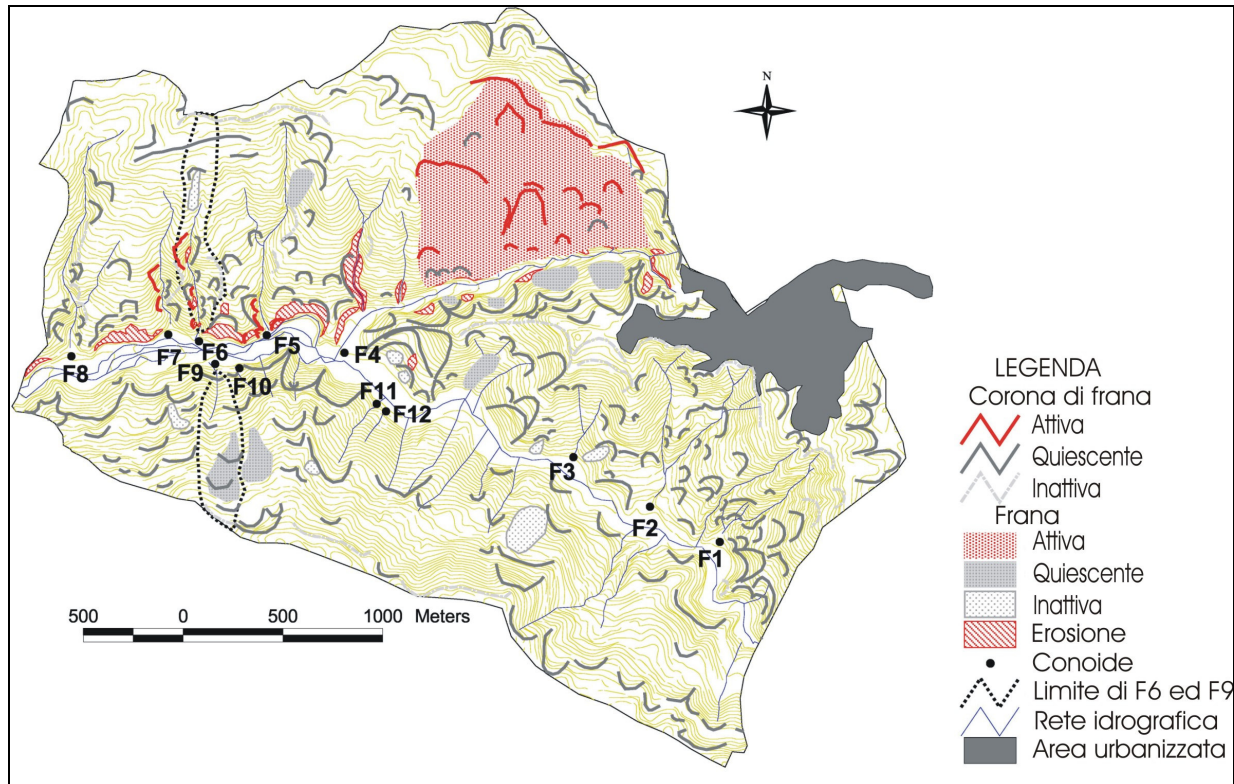 N
F7
F6
F5
F4
F8
F9
F10
F11
F12
F3
F2
F1
500 0 500 1000 Meters
LEGENDA
Corona di frana
Attiva
Quiescente
Inattiva
Frana
Attiva
Quiescente
Inattiva
Erosione
Conoide
Limite di F6 ed F9
Rete idrografica
Area urbanizzata